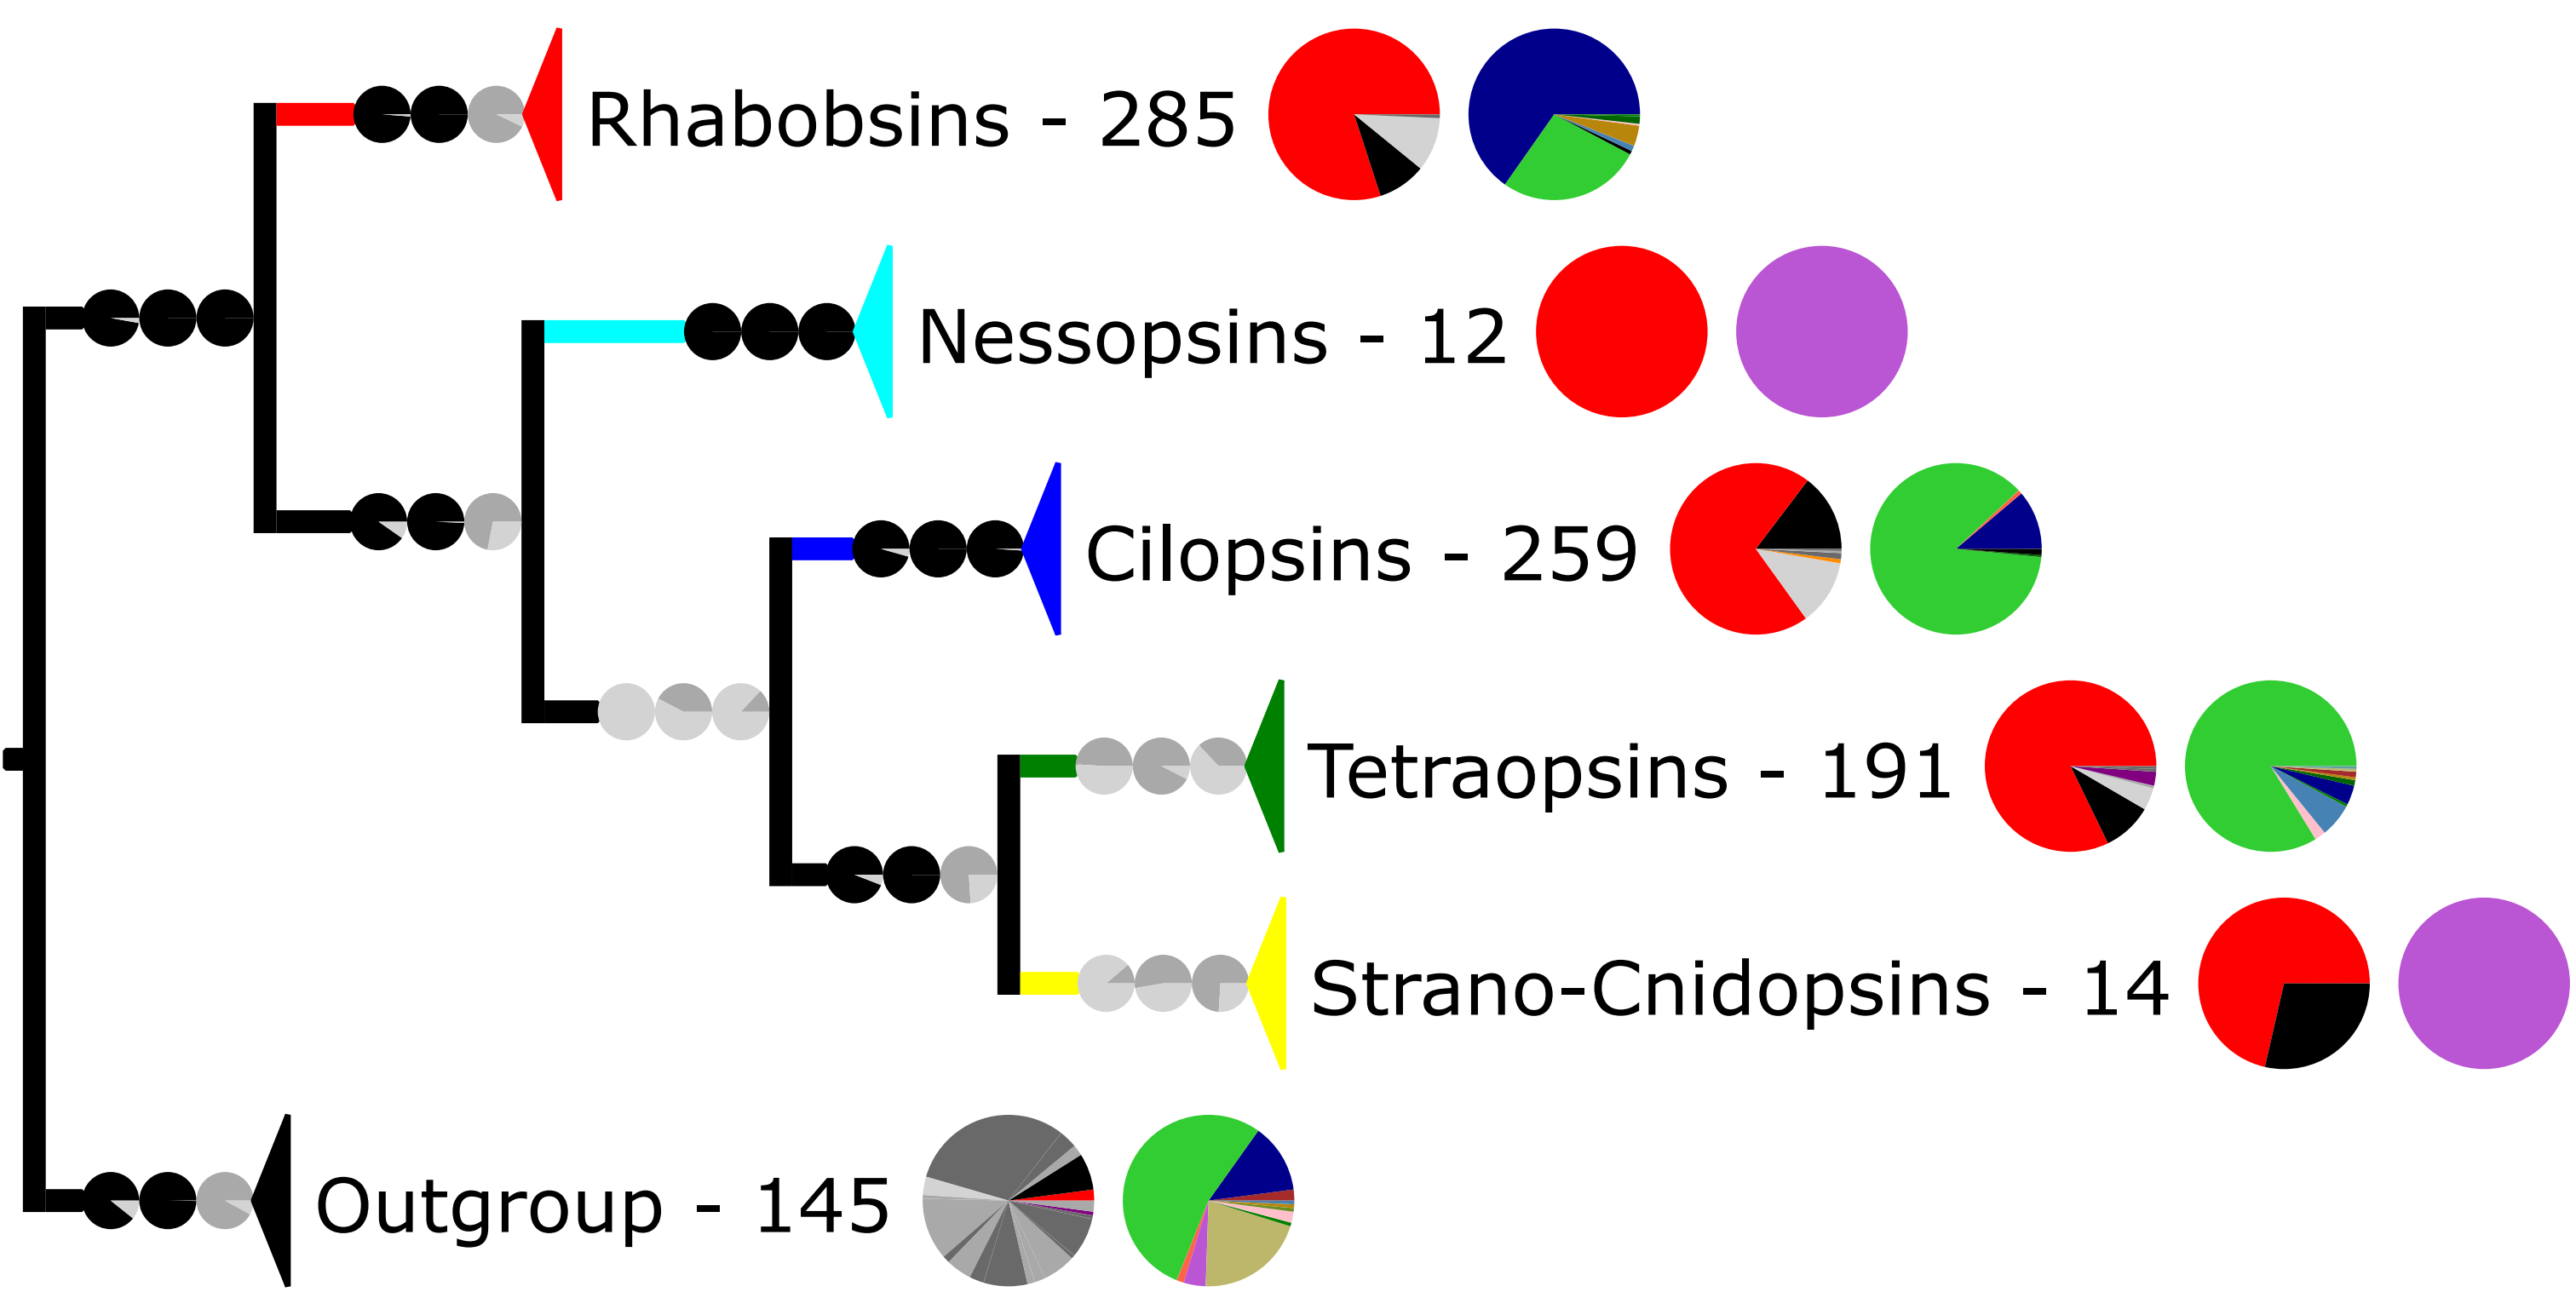 Rhabobsins - 285
Nessopsins - 12
Cilopsins - 259
Tetraopsins - 191
Strano-Cnidopsins - 14
Outgroup - 145